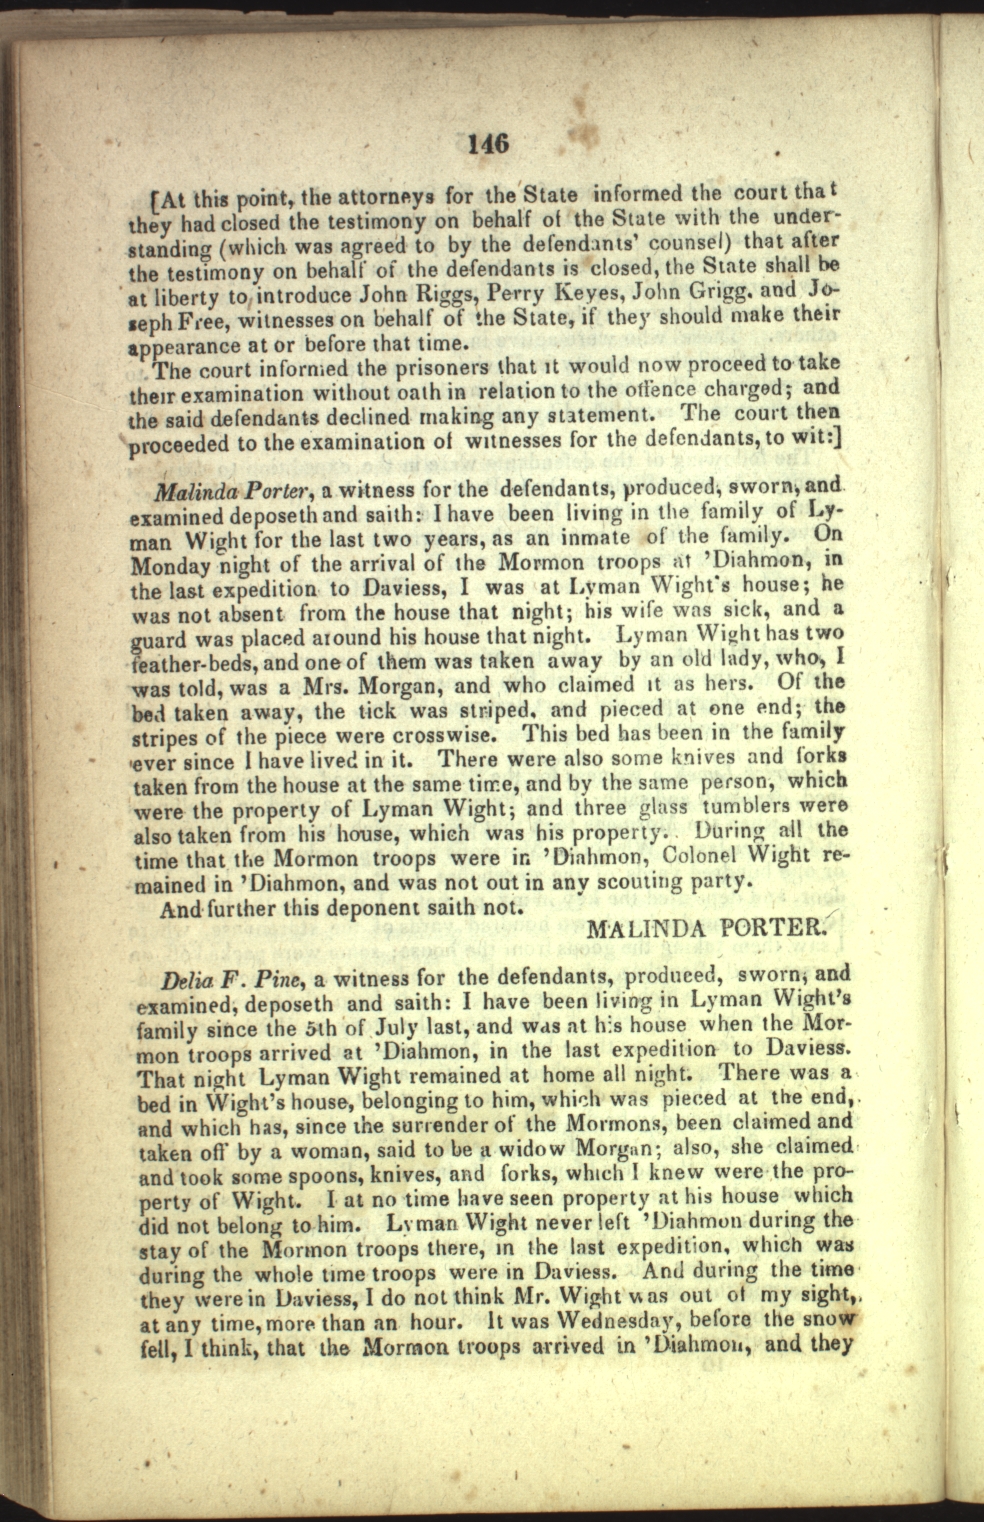 146
[At this point, the attorneys for the State informed the court that
they had closed the testimony on behalf of the State with the under-
standing (which was agreed to by the defendants' counsel) that after
the testimony on behalf of the defendants is closed, the State shall be
at liberty to introduce John Riggs, Perry Keyes, John Grigg. and Jo-
seph Free, witnesses on behalf of the State, if they should make their
appearance at or before that time.
The court informed the prisoners that it would now proceed to take
their examination without oath in relation to the offence charged; and
the said defendants declined making any statement. The court then
proceeded to the examination of witnesses for the defendants, to wit:]
Malinda Porter, a witness for the defendants, produced, sworn, and
examined deposeth and saith: I have been living in the family of Ly-
man Wight for the last two years, as an inmate of the family. On
Monday night of the arrival of the Mormon troops at 'Diahmon, in
the last expedition to Daviess, I was at Lyman Wight's house; he
was not absent from the house that night; his wife was sick, and a
guard was placed around his house that night. Lyman Wight has two
feather-beds, and one of them was taken away by an old lady, who, I
was told, was a Mrs. Morgan, and who claimed it as hers. Of the
bed taken away, the tick was striped, and pieced at one end; the
stripes of the piece were crosswise. This bed has been in the family
ever since I have lived in it. There were also some knives and forks
taken from the house at the same time, and by the same person, which
were the property of Lyman Wight; and three glass tumblers were
also taken from his house, which was his property. During all the
time that the Mormon troops were in 'Diahmon, Colonel Wight re-
mained in 'Diahmon, and was not out in any scouting party.
And further this deponent saith not.
MALINDA PORTER.
Delia F. Pine, a witness for the defendants, produced, sworn, and
examined, deposeth and saith: I have been living in Lyman Wight's
family since the 5th of July last, and was at his house when the Mor-
mon troops arrived at 'Diahmon, in the last expedition to Daviess.
That night Lyman Wight remained at home all night. There was a
bed in Wight's house, belonging to him, which was pieced at the end,
and which has, since the surrender of the Mormons, been claimed and
taken off by a woman, said to be a widow Morgan; also, she claimed
and took some spoons, knives, and forks, which I knew were the pro-
perty of Wight. I at no time have seen property at his house which
did not belong to him. Lyman Wight never left 'Diahmon during the
stay of the Mormon troops there, in the last expedition, which was
during the whole time troops were in Daviess. And during the time
they were in Daviess, I do not think Mr. Wight was out of my sight,
at any time, more than an hour. It was Wednesday, before the snow
fell, I think, that the Mormon troops arrived in 'Diahmon, and they